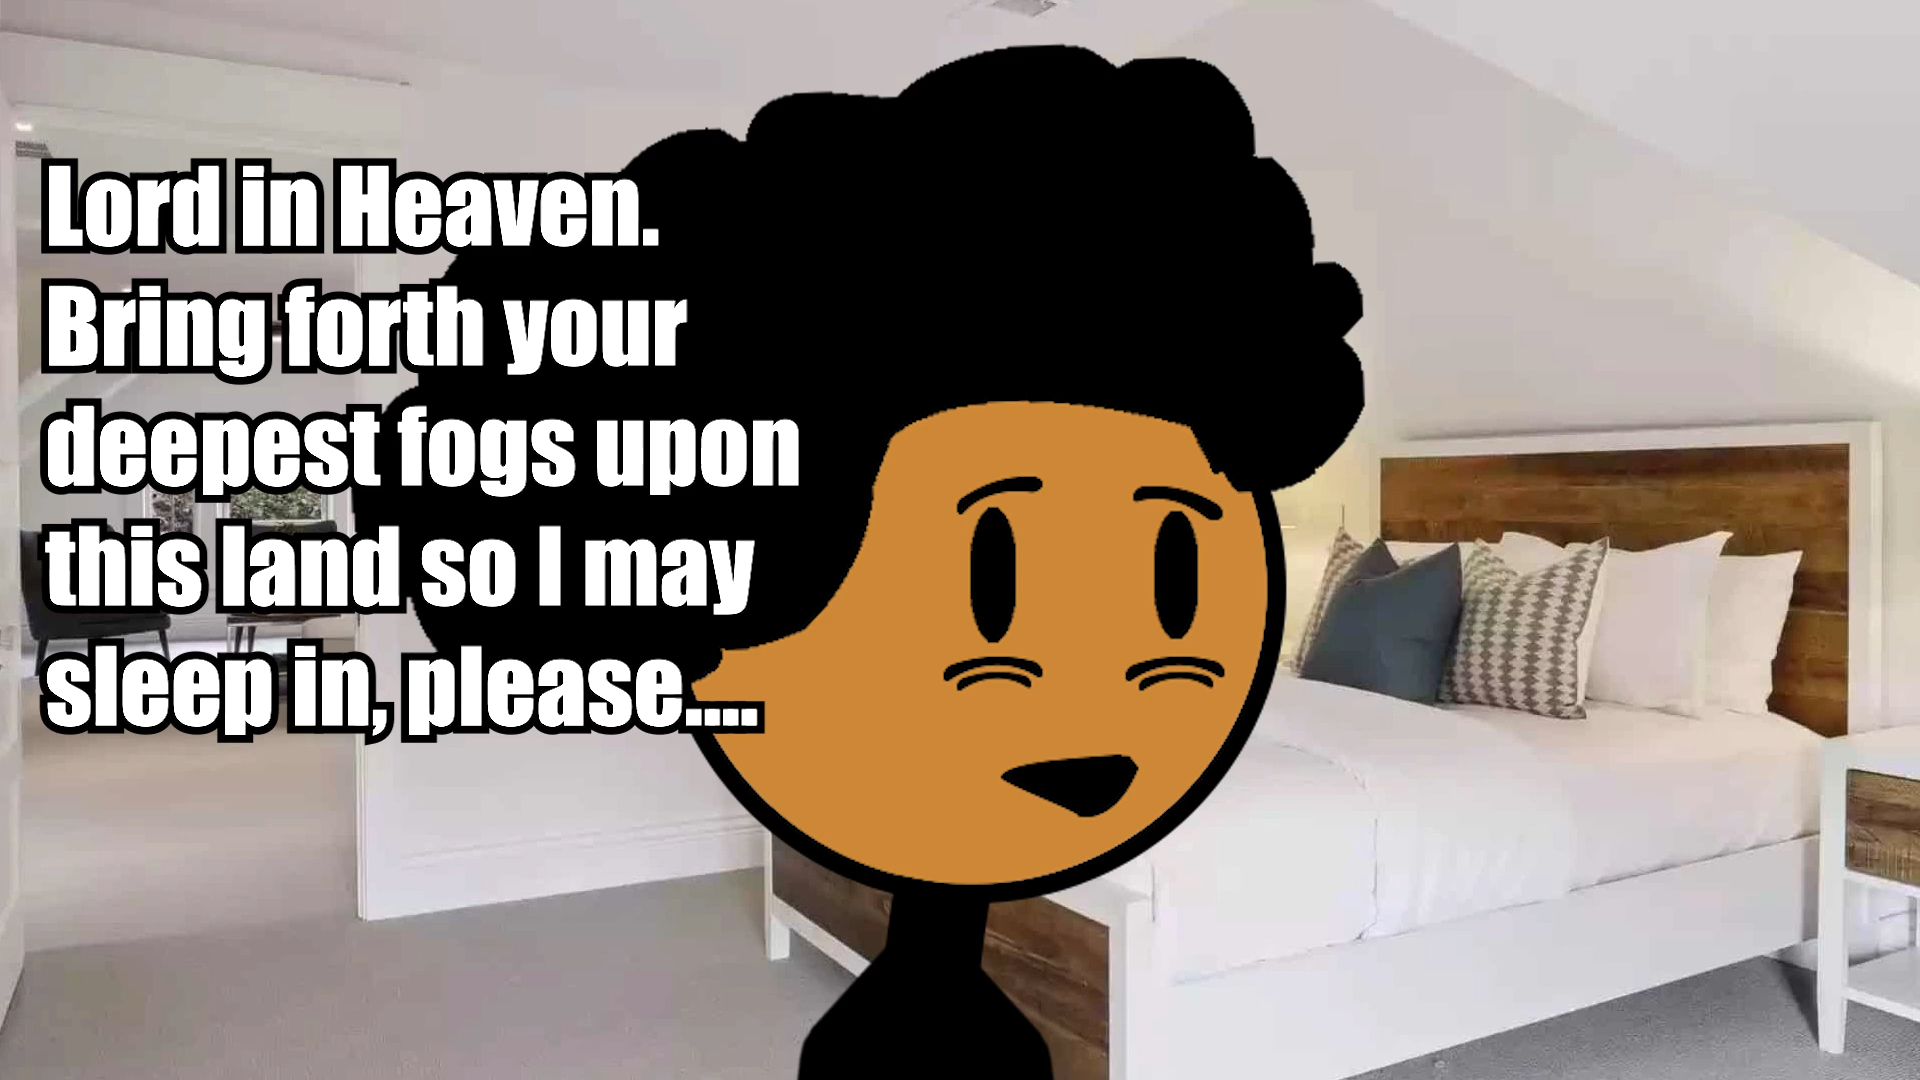 Lord in Heaven.
Bring forth your
deepest fogs upon
this land so I may
sleep in, please....